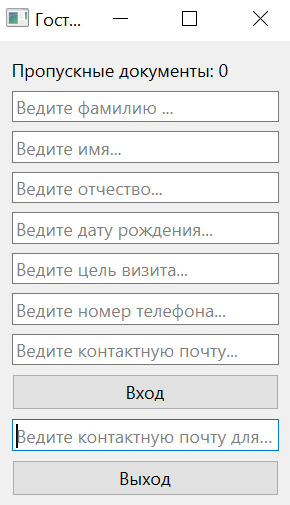 Гост...
Пропускные документы: 0
Ведите фамилию ...
Ведите имя...
Ведите отчество...
Ведите дату рождения...
Ведите цель визита...
Ведите номер телефона...
Ведите контактную почту...
Вход
Ведите контактную почту для...
Выход